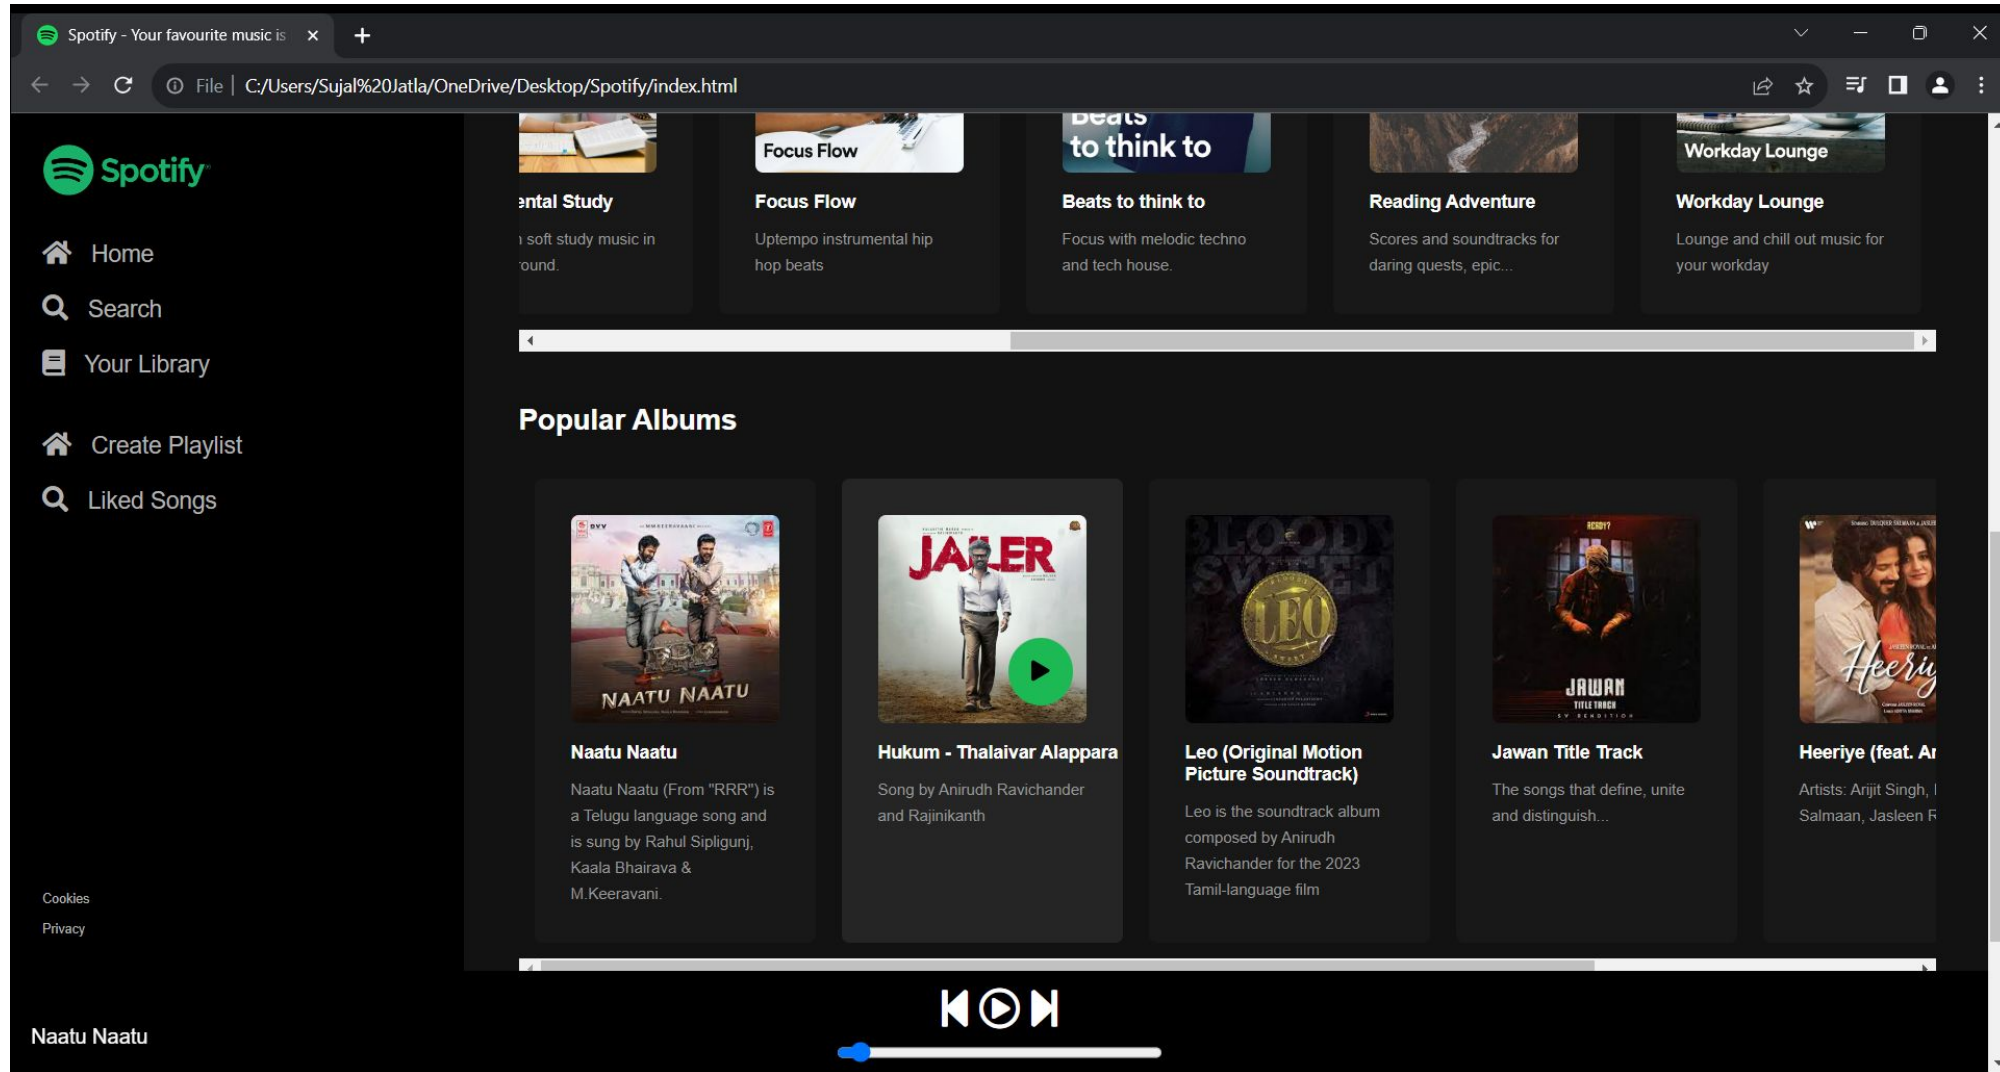 Spotify - Your favourite music is
File C:/Users/Sujal%20Jatla/OneDrive/Desktop/Spotify/index.html
Spotify
Home
Search
Your Library
Create Playlist
Liked Songs
Cookies
Privacy
Focus Flow
Beats
to think to
Workday Lounge
ental Study
soft study music in
round.
Focus Flow
Uptempo instrumental hip
hop beats
Beats to think to
Focus with melodic techno
and tech house.
Reading Adventure
Scores and soundtracks for
daring quests, epic...
Workday Lounge
Lounge and chill out music for
your workday
Popular Albums
DVV
NAATU NAATU
Naatu Naatu
Naatu Naatu (From "RRR") is
a Telugu language song and
is sung by Rahul Sipligunj,
Kaala Bhairava &
M.Keeravani.
JAILER
Hukum - Thalaivar Alappara
Song by Anirudh Ravichander
and Rajinikanth
BLOODY
SWEET
LEO
Leo (Original Motion
Picture Soundtrack)
Leo is the soundtrack album
composed by Anirudh
Ravichander for the 2023
Tamil-language film
READY?
JAWAN
TITLE TRACK
Jawan Title Track
The songs that define, unite
and distinguish...
Heeriy
Heeriye (feat. Ar
Artists: Arijit Singh,
Salmaan, Jasleen R
Naatu Naatu